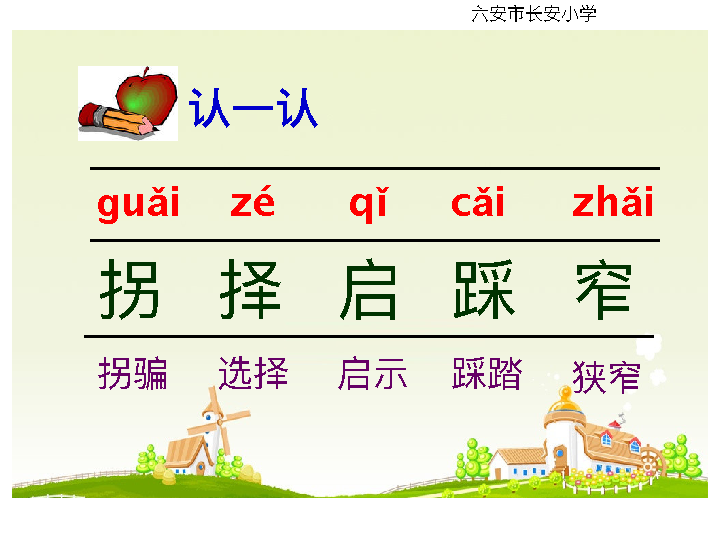 六安市长安小学
认一认
guǎi zé qǐ cǎi zhǎi
拐 择 启 踩 窄
拐骗 选择 启示 踩踏 狭窄